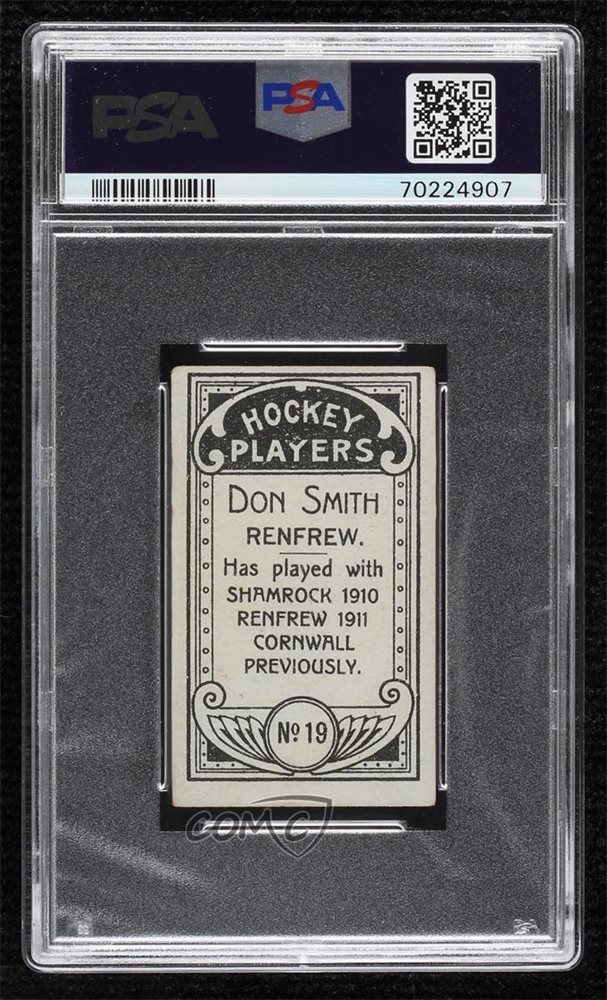 PSA
PSA
70224907
HOCKEY
PLAYERS
DON SMITH
RENFREW.
Has played with
SHAMROCK 1910
RENFREW 1911
CORNWALL
PREVIOUSLY.
No 19
COMC